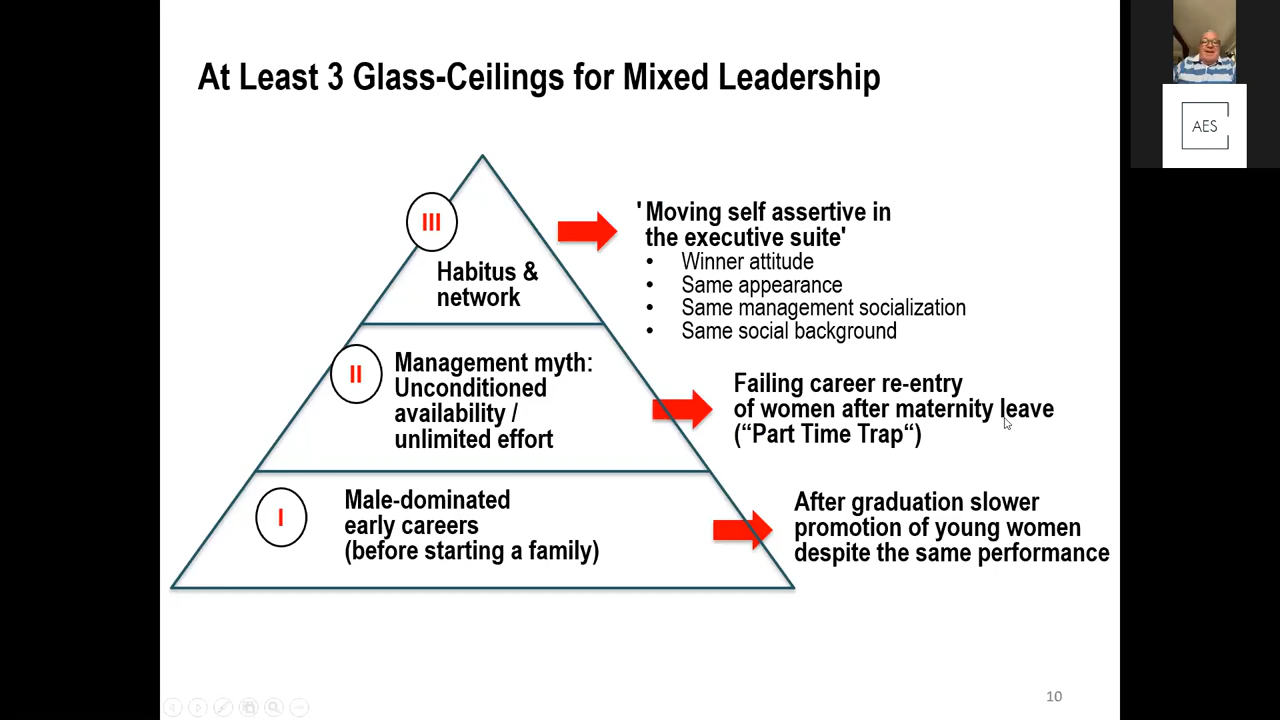 At Least 3 Glass-Ceilings for Mixed Leadership
AES
III
Habitus &
network
' Moving self assertive in
the executive suite'
• Winner attitude
• Same appearance
• Same management socialization
• Same social background
II
Management myth:
Unconditioned
availability /
unlimited effort
Failing career re-entry
of women after maternity leave
(“Part Time Trap“)
I
Male-dominated
early careers
(before starting a family)
After graduation slower
promotion of young women
despite the same performance
10